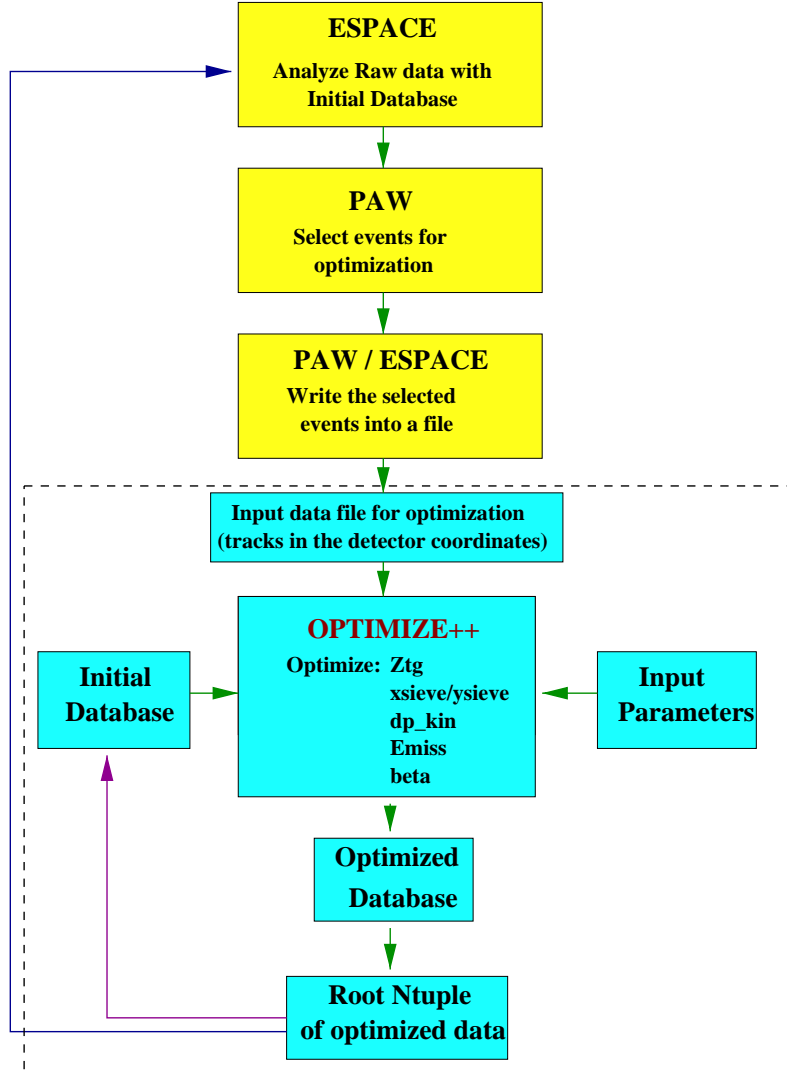 ESPACE
Analyze Raw data with
Initial Database
PAW
Select events for
optimization
PAW / ESPACE
Write the selected
events into a file
Input data file for optimization
(tracks in the detector coordinates)
OPTIMIZE++
Optimize: Ztg
xsieve/ysieve
dp_kin
Emiss
beta
Initial
Database
Input
Parameters
Optimized
Database
Root Ntuple
of optimized data